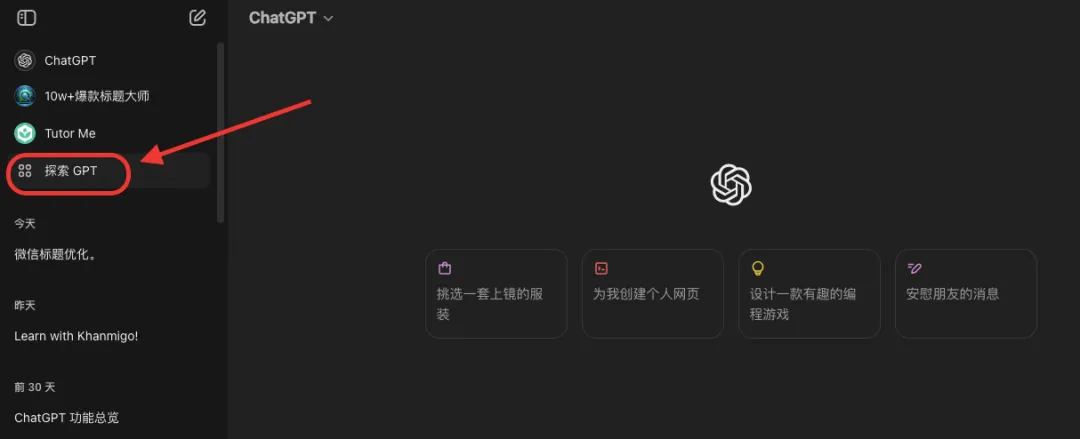 ChatGPT
ChatGPT
10w+爆款标题大师
Tutor Me
探索 GPT
今天
微信标题优化。
昨天
Learn with Khanmigo!
前 30 天
ChatGPT 功能总览
挑选一套上镜的服
装
为我创建个人网页
设计一款有趣的编
程游戏
安慰朋友的消息